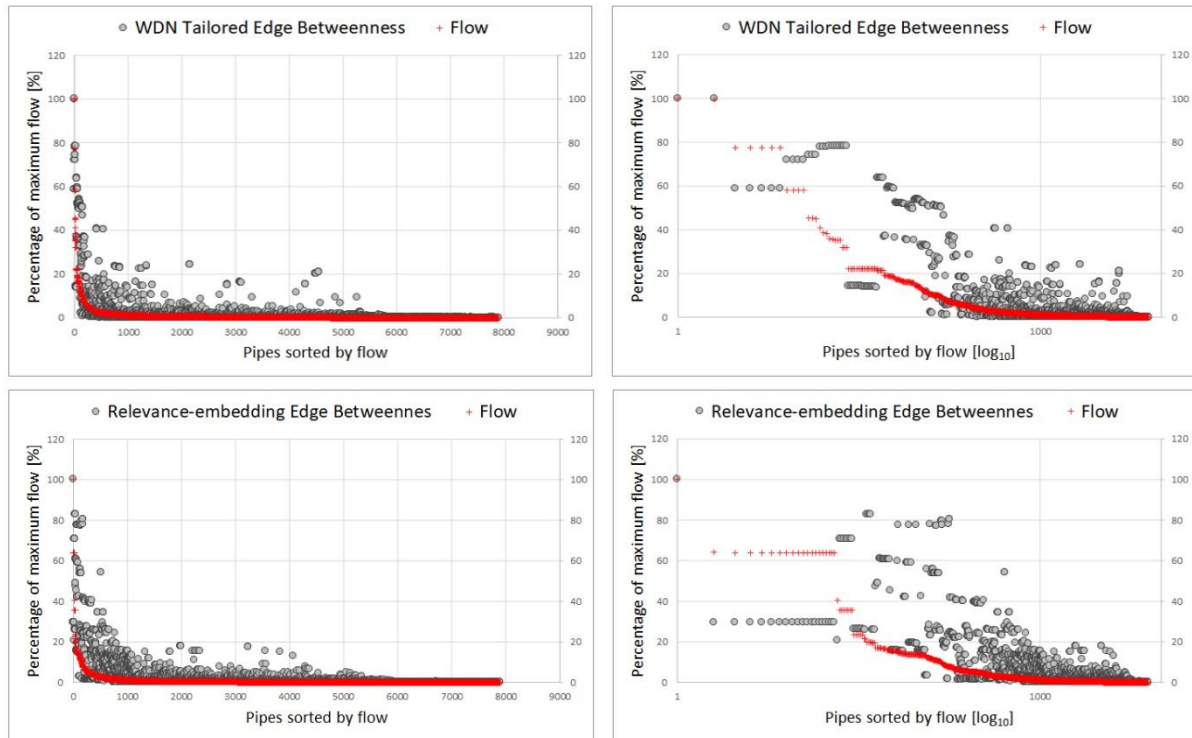 WDN Tailored Edge Betweenness Flow
Percentage of maximum flow [%]
120 120
100 100
80 80
60 60
40 40
20 20
0 0
0 1000 2000 3000 4000 5000 6000 7000 8000 9000
Pipes sorted by flow
WDN Tailored Edge Betweenness Flow
Percentage of maximum flow [%]
120 120
100 100
80 80
60 60
40 40
20 20
0 0
1 1000
Pipes sorted by flow [log10]
Relevance-embedding Edge Betweennes Flow
Percentage of maximum flow [%]
120 120
100 100
80 80
60 60
40 40
20 20
0 0
0 1000 2000 3000 4000 5000 6000 7000 8000 9000
Pipes sorted by flow
Relevance-embedding Edge Betweennes Flow
Percentage of maximum flow [%]
120 120
100 100
80 80
60 60
40 40
20 20
0 0
1 1000
Pipes sorted by flow [log10]